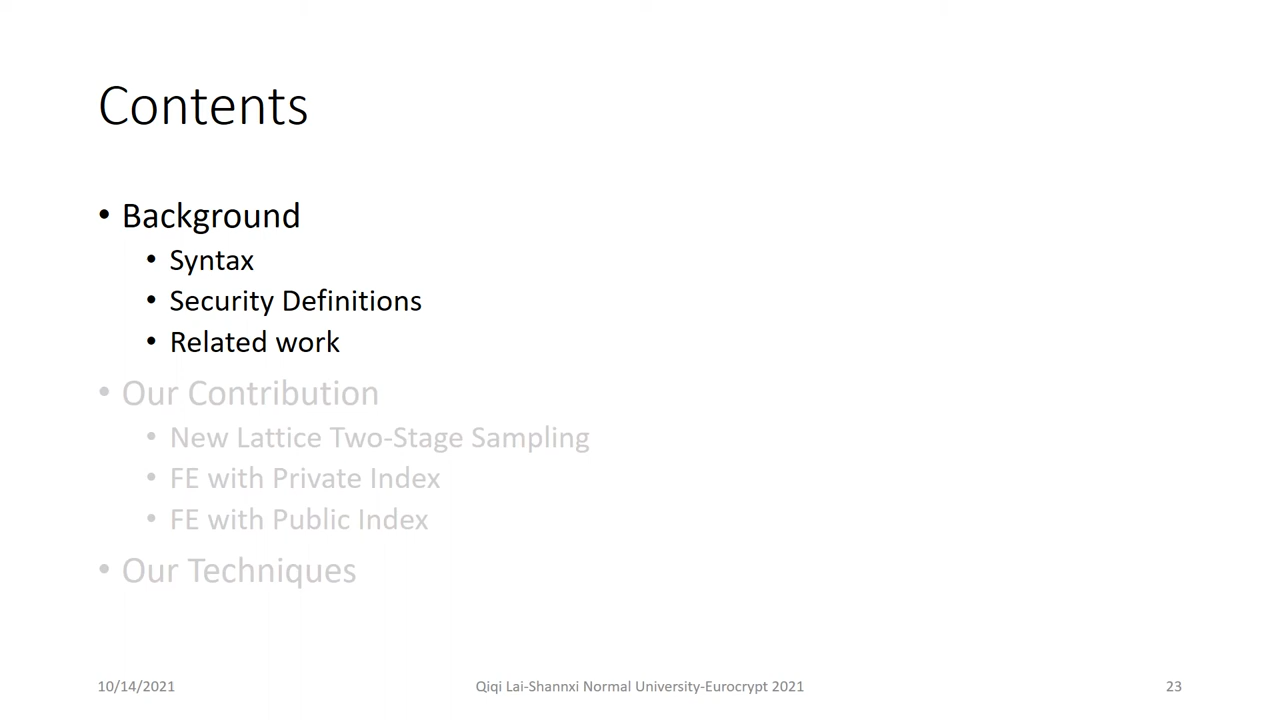 Contents
• Background
• Syntax
• Security Definitions
• Related work
• Our Contribution
• New Lattice Two-Stage Sampling
• FE with Private Index
• FE with Public Index
• Our Techniques
10/14/2021
Qiqi Lai-Shannxi Normal University-Eurocrypt 2021
23